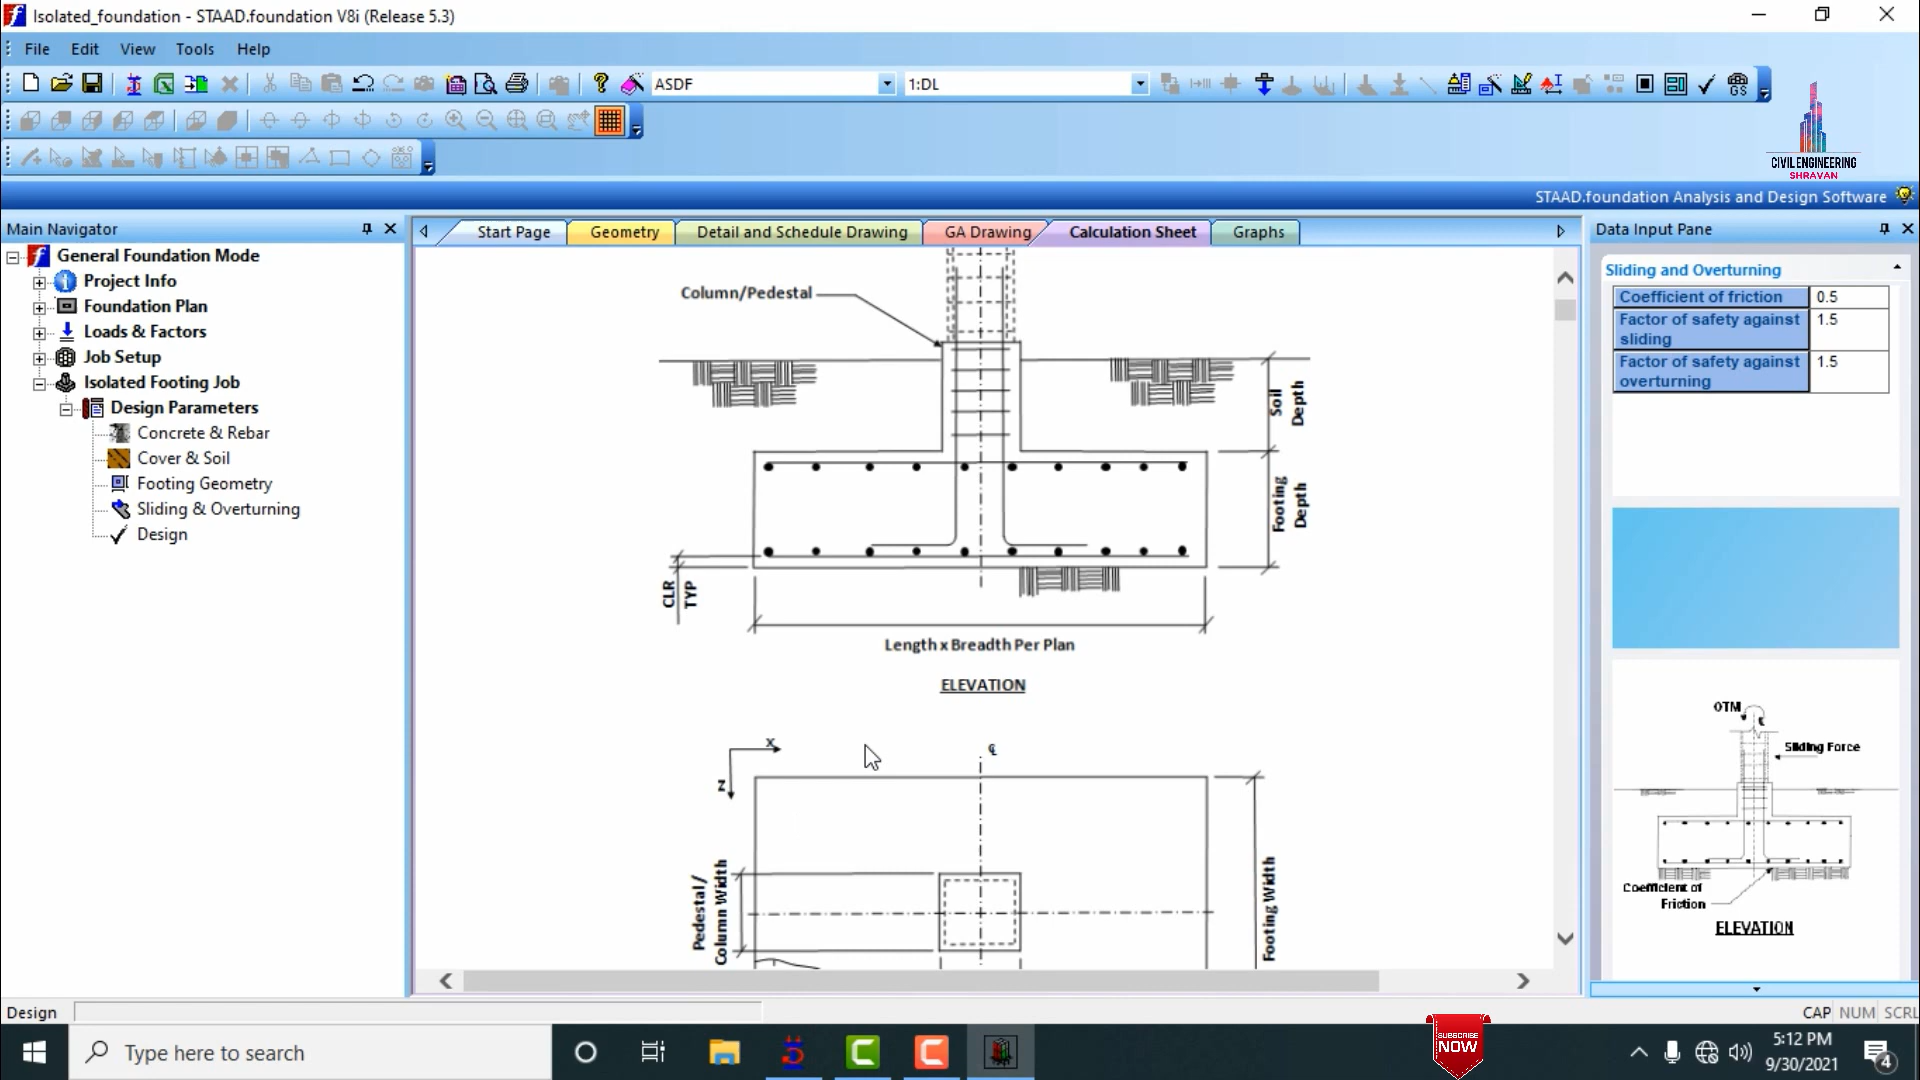 Isolated_foundation - STAAD.foundation V8i (Release 5.3)
File Edit View Tools Help
ASDF 1:DL
GS
CIVIL ENGINEERING
SHRAVAN
STAAD.foundation Analysis and Design Software
Main Navigator
General Foundation Mode
Project Info
Foundation Plan
Loads & Factors
Job Setup
Isolated Footing Job
Design Parameters
Concrete & Rebar
Cover & Soil
Footing Geometry
Sliding & Overturning
Design
Start Page Geometry Detail and Schedule Drawing GA Drawing Calculation Sheet Graphs
Column/Pedestal
Soil
Depth
Footing
Depth
CLR
TYP
Length x Breadth Per Plan
ELEVATION
X
Z
℄
Pedestal/
Column Width
Footing Width
Data Input Pane
Sliding and Overturning
Coefficient of friction 0.5
Factor of safety against sliding 1.5
Factor of safety against overturning 1.5
OTM
Sliding Force
Coefficient of
Friction
ELEVATION
Design
CAP NUM SCRL
Type here to search
SUBSCRIBE
NOW
5:12 PM
9/30/2021
4